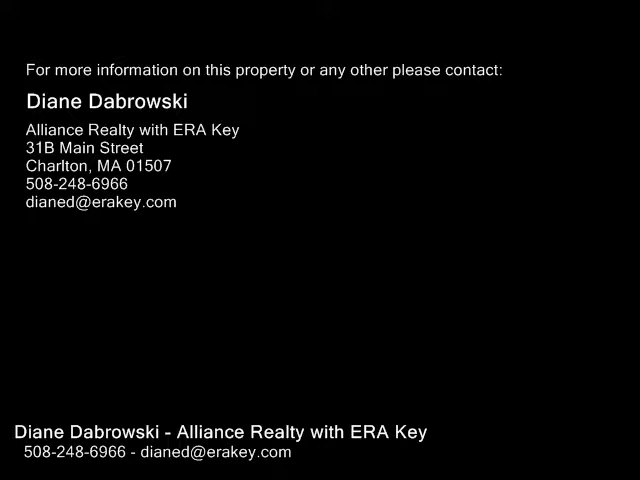 For more information on this property or any other please contact:
Diane Dabrowski
Alliance Realty with ERA Key
31B Main Street
Charlton, MA 01507
508-248-6966
dianed@erakey.com
Diane Dabrowski - Alliance Realty with ERA Key
508-248-6966 - dianed@erakey.com